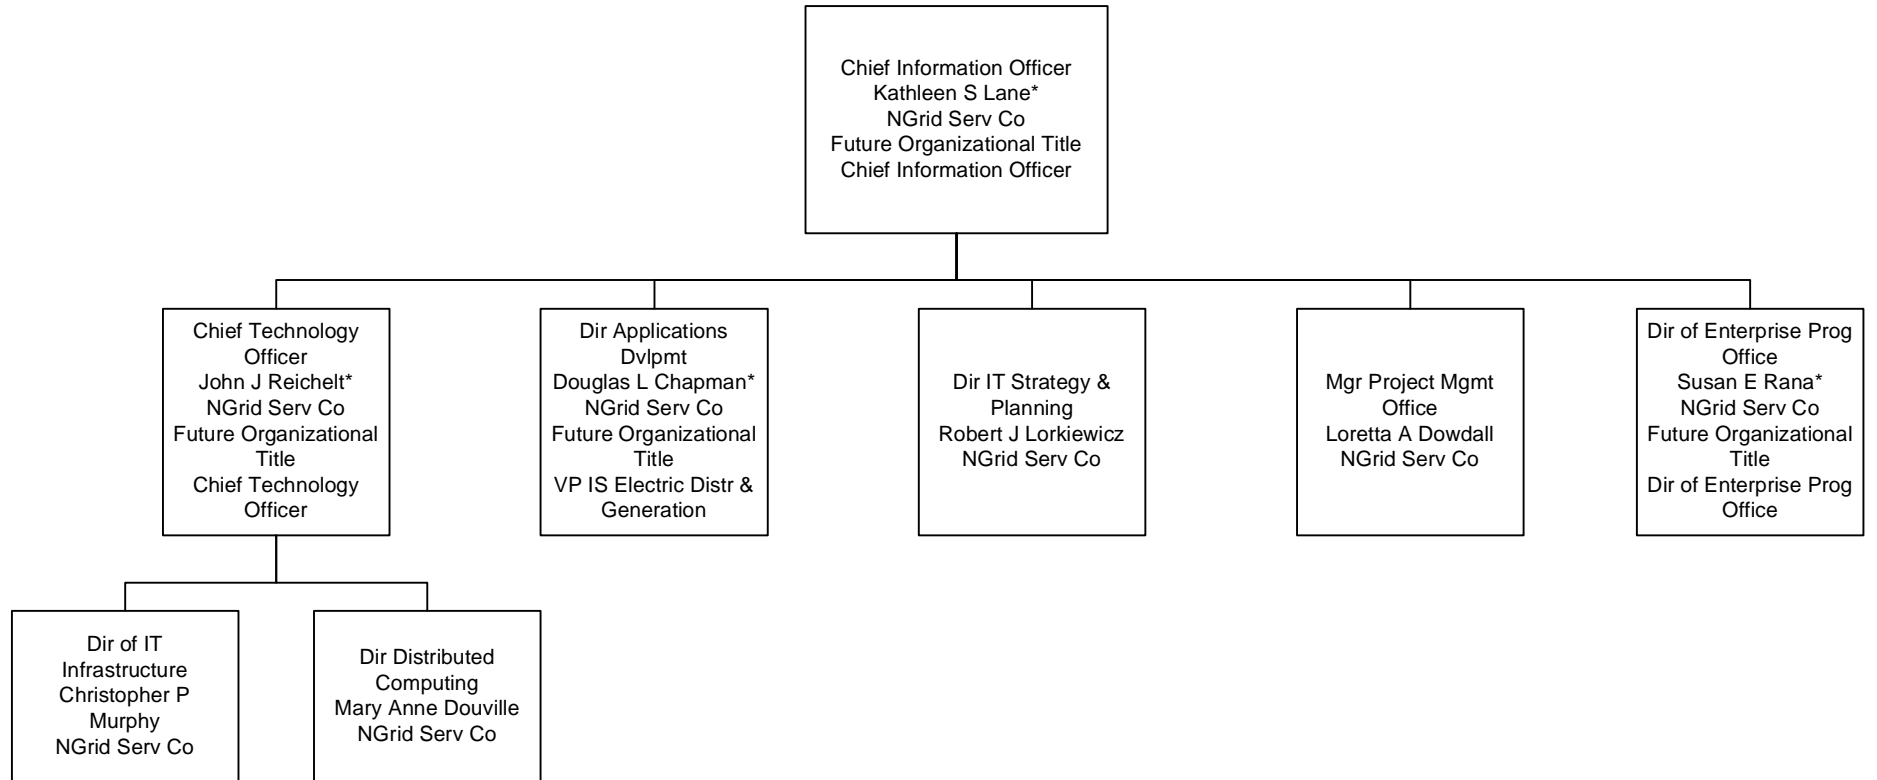 Chief Information Officer
Kathleen S Lane*
NGrid Serv Co
Future Organizational Title
Chief Information Officer
Chief Technology
Officer
John J Reichelt*
NGrid Serv Co
Future Organizational
Title
Chief Technology
Officer
Dir Applications
Dvlpmt
Douglas L Chapman*
NGrid Serv Co
Future Organizational
Title
VP IS Electric Distr &
Generation
Dir IT Strategy &
Planning
Robert J Lorkiewicz
NGrid Serv Co
Mgr Project Mgmt
Office
Loretta A Dowdall
NGrid Serv Co
Dir of Enterprise Prog
Office
Susan E Rana*
NGrid Serv Co
Future Organizational
Title
Dir of Enterprise Prog
Office
Dir of IT
Infrastructure
Christopher P
Murphy
NGrid Serv Co
Dir Distributed
Computing
Mary Anne Douville
NGrid Serv Co